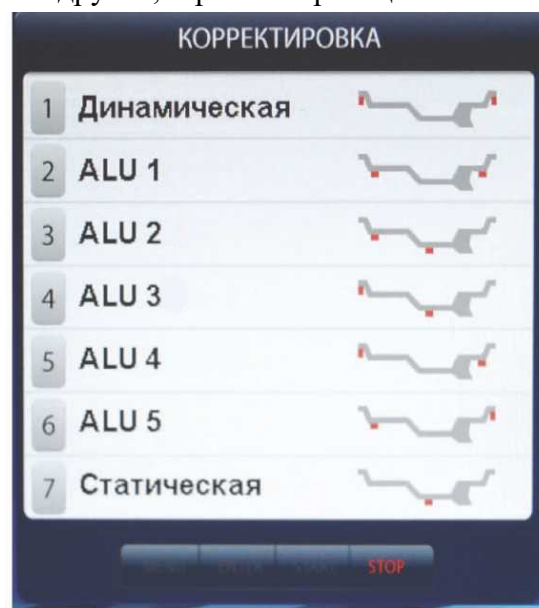 КОРРЕКТИРОВКА
1 Динамическая
2 ALU 1
3 ALU 2
4 ALU 3
5 ALU 4
6 ALU 5
7 Статическая
STOP